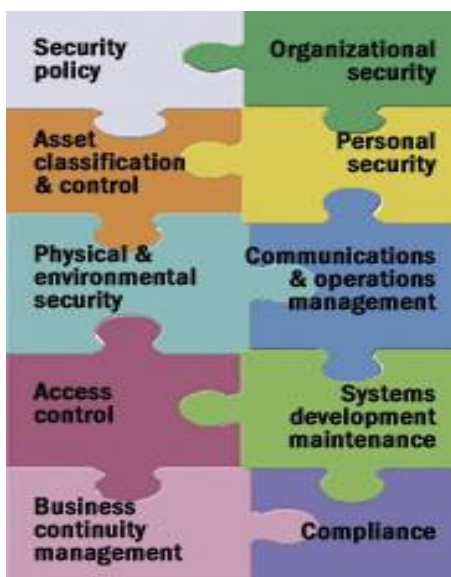 Security
policy
Organizational
security
Asset
classification
& control
Personal
security
Physical &
environmental
security
Communications
& operations
management
Access
control
Systems
development
maintenance
Business
continuity
management
Compliance